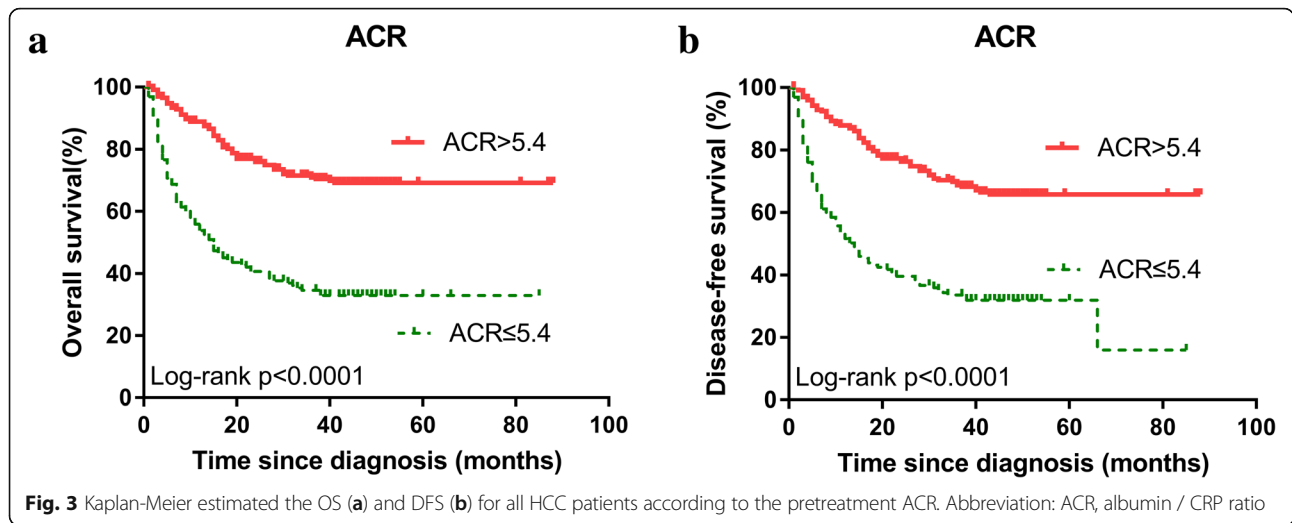 a
ACR
Overall survival(%)
100
80
60
40
20
0
ACR>5.4
ACR≤5.4
Log-rank p<0.0001
0 20 40 60 80 100
Time since diagnosis (months)
b
ACR
Disease-free survival (%)
100
80
60
40
20
0
ACR>5.4
ACR≤5.4
Log-rank p<0.0001
0 20 40 60 80 100
Time since diagnosis (months)
Fig. 3 Kaplan-Meier estimated the OS (a) and DFS (b) for all HCC patients according to the pretreatment ACR. Abbreviation: ACR, albumin / CRP ratio